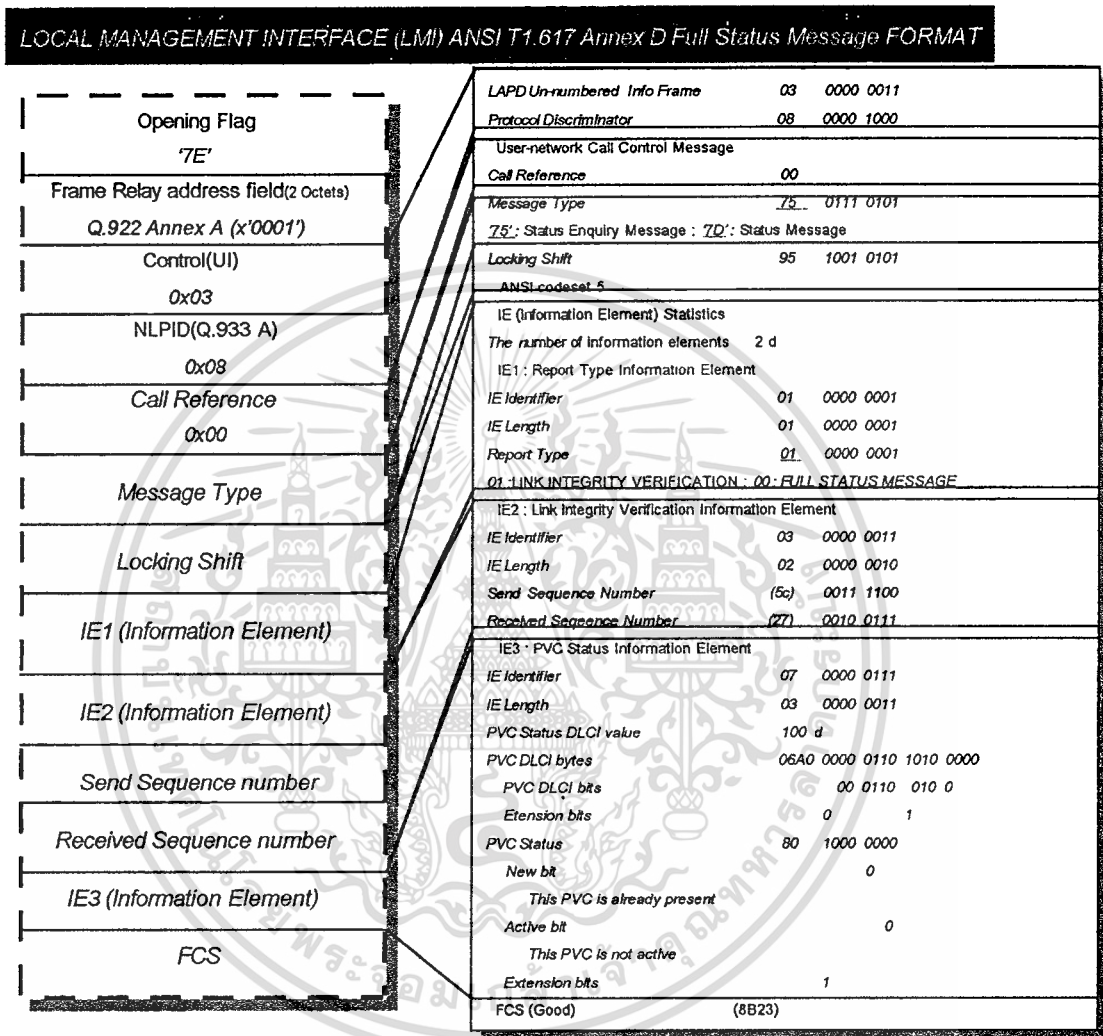 LOCAL MANAGEMENT INTERFACE (LMI) ANSI T1.617 Annex D Full Status Message FORMAT
Opening Flag
'7E'
Frame Relay address field(2 Octets)
Q.922 Annex A (x'0001')
Control(UI)
0x03
NLPID(Q.933 A)
0x08
Call Reference
0x00
Message Type
Locking Shift
IE1 (Information Element)
IE2 (Information Element)
Send Sequence number
Received Sequence number
IE3 (Information Element)
FCS
LAPD Un-numbered Info Frame 03 0000 0011
Protocol Discriminator 08 0000 1000
User-network Call Control Message
Call Reference 00
Message Type 75 0111 0101
75': Status Enquiry Message : 7D': Status Message
Locking Shift 95 1001 0101
ANSI codeset 5
IE (Information Element) Statistics
The number of information elements 2 d
IE1 : Report Type Information Element
IE Identifier 01 0000 0001
IE Length 01 0000 0001
Report Type 01 0000 0001
01 :LINK INTEGRITY VERIFICATION : 00: FULL STATUS MESSAGE
IE2 : Link Integrity Verification Information Element
IE Identifier 03 0000 0011
IE Length 02 0000 0010
Send Sequence Number (5c) 0011 1100
Received Seqeence Number (27) 0010 0111
IE3 : PVC Status Information Element
IE Identifier 07 0000 0111
IE Length 03 0000 0011
PVC Status DLCI value 100 d
PVC DLCI bytes 06A0 0000 0110 1010 0000
PVC DLCI bits 00 0110 010 0
Etension bits 0 1
PVC Status 80 1000 0000
New bit 0
This PVC is already present
Active bit 0
This PVC is not active
Extension bits 1
FCS (Good) (8B23)